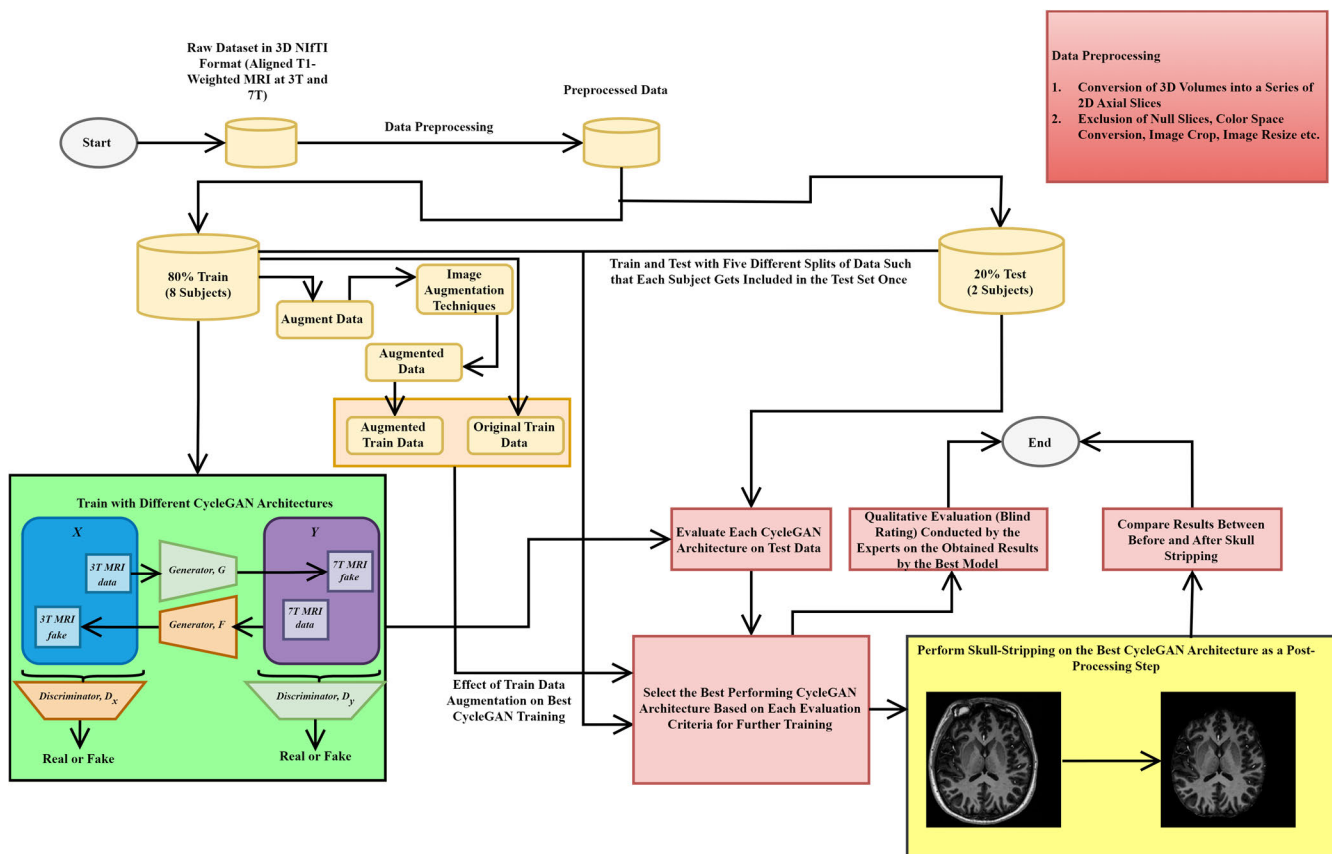 Raw Dataset in 3D NIfTI
Format (Aligned T1-
Weighted MRI at 3T and
7T)
Preprocessed Data
Start
Data Preprocessing
Data Preprocessing
1. Conversion of 3D Volumes into a Series of
2D Axial Slices
2. Exclusion of Null Slices, Color Space
Conversion, Image Crop, Image Resize etc.
80% Train
(8 Subjects)
Augment Data
Image
Augmentation
Techniques
Train and Test with Five Different Splits of Data Such
that Each Subject Gets Included in the Test Set Once
20% Test
(2 Subjects)
Augmented
Data
Augmented
Train Data
Original Train
Data
End
Train with Different CycleGAN Architectures
X
Y
3T MRI
data
Generator, G
7T MRI
fake
3T MRI
fake
Generator, F
7T MRI
data
Discriminator, Dx
Discriminator, Dy
Real or Fake
Real or Fake
Evaluate Each CycleGAN
Architecture on Test Data
Qualitative Evaluation (Blind
Rating) Conducted by the
Experts on the Obtained Results
by the Best Model
Compare Results Between
Before and After Skull
Stripping
Effect of Train Data
Augmentation on Best
CycleGAN Training
Select the Best Performing CycleGAN
Architecture Based on Each Evaluation
Criteria for Further Training
Perform Skull-Stripping on the Best CycleGAN Architecture as a Post-
Processing Step